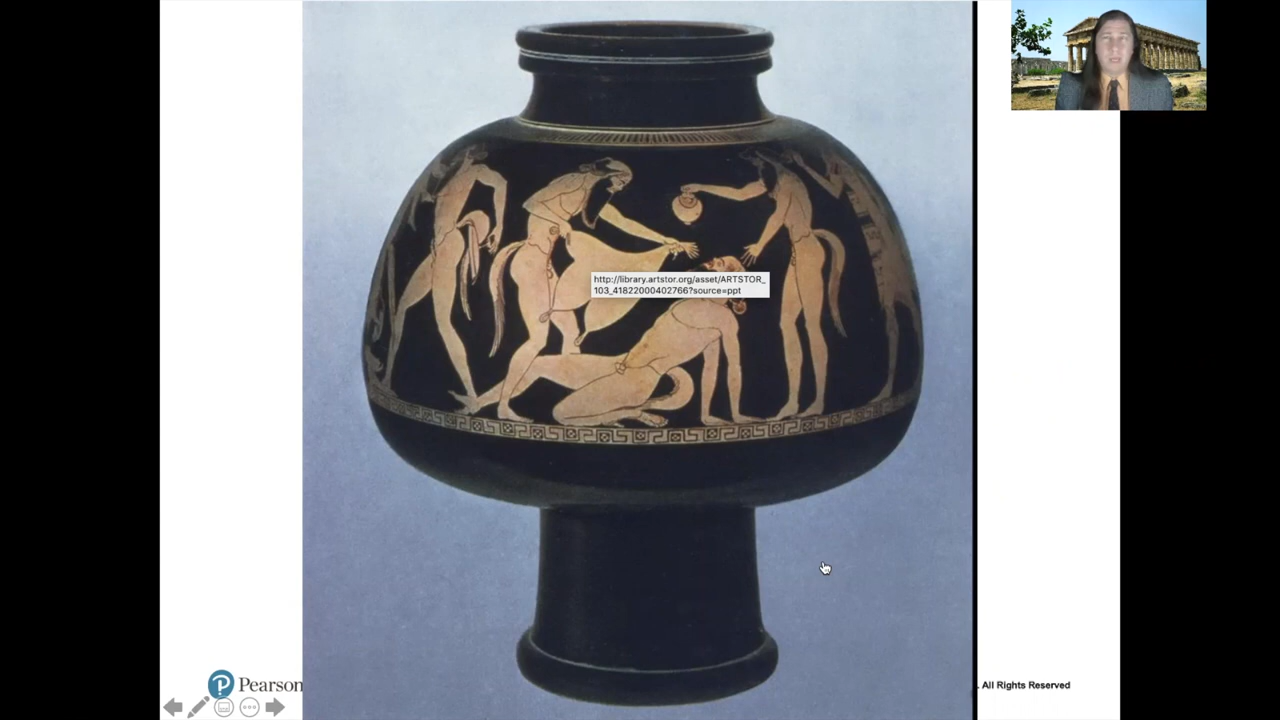 http://library.artstor.org/asset/ARTSTOR_
103_41822000402766?source=ppt
Pearson
. All Rights Reserved